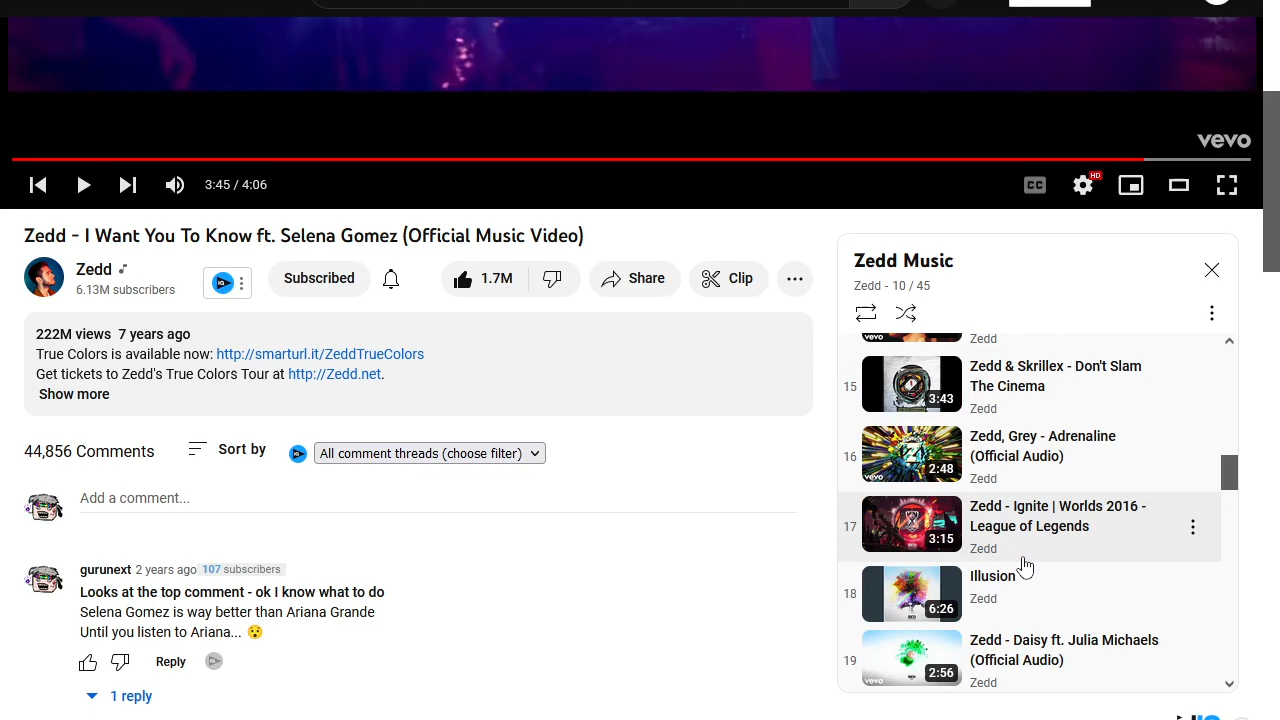 vevo
3:45 / 4:06
CC
HD
Zedd - I Want You To Know ft. Selena Gomez (Official Music Video)
Zedd
6.13M subscribers
Subscribed
1.7M
Share
Clip
222M views 7 years ago
True Colors is available now: http://smarturl.it/ZeddTrueColors
Get tickets to Zedd's True Colors Tour at http://Zedd.net.
Show more
44,856 Comments
Sort by
All comment threads (choose filter)
Add a comment...
gurunext 2 years ago 107 subscribers
Looks at the top comment - ok I know what to do
Selena Gomez is way better than Ariana Grande
Until you listen to Ariana... 😯
Reply
1 reply
Zedd Music
Zedd - 10 / 45
vevo
Zedd
15
3:43
Zedd & Skrillex - Don't Slam
The Cinema
Zedd
16
vevo
2:48
Zedd, Grey - Adrenaline
(Official Audio)
Zedd
17
3:15
Zedd - Ignite | Worlds 2016 -
League of Legends
Zedd
18
6:26
Illusion
Zedd
19
vevo
2:56
Zedd - Daisy ft. Julia Michaels
(Official Audio)
Zedd